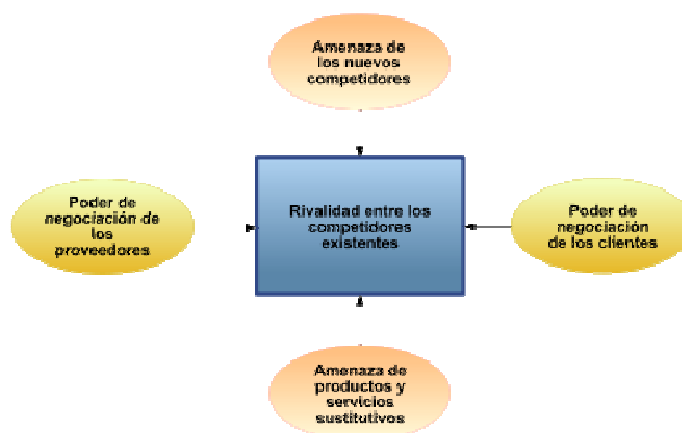 Amenaza de
los nuevos
competidores
Poder de
negociación de
los
proveedores
Rivalidad entre los
competidores
existentes
Poder de
negociación
de los clientes
Amenaza de
productos y
servicios
sustitutivos